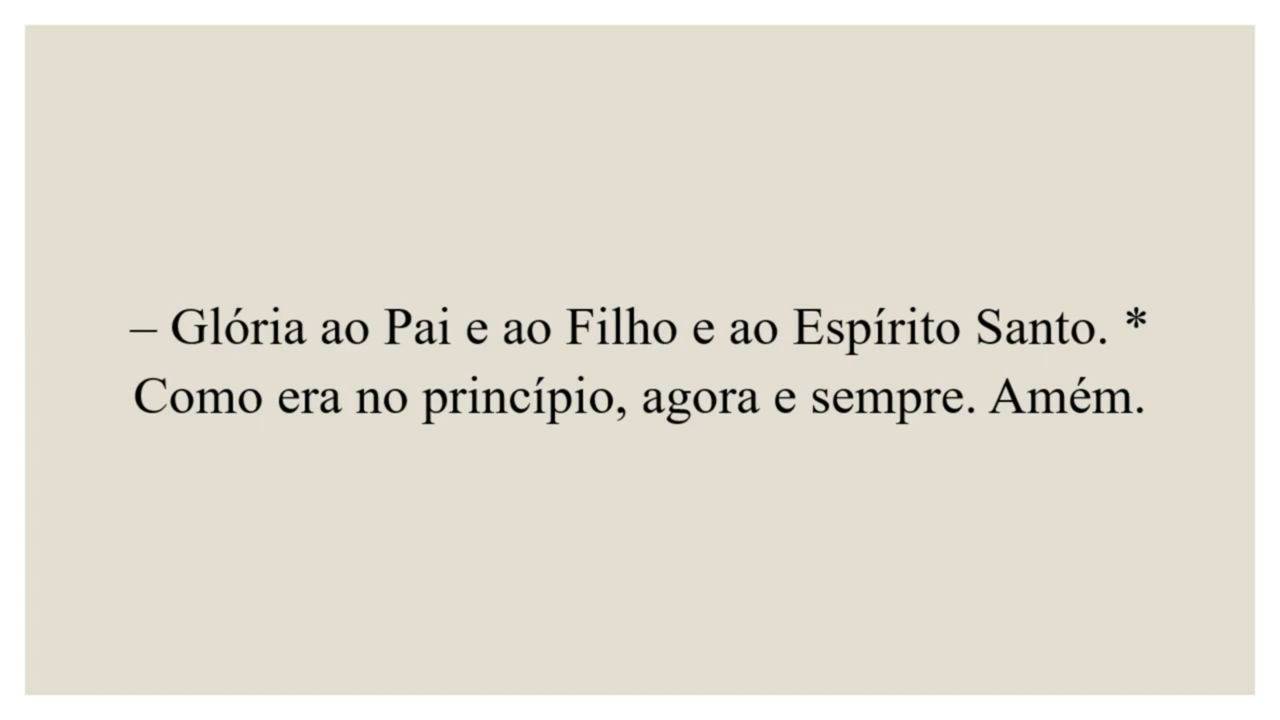 – Glória ao Pai e ao Filho e ao Espírito Santo. *
Como era no princípio, agora e sempre. Amém.